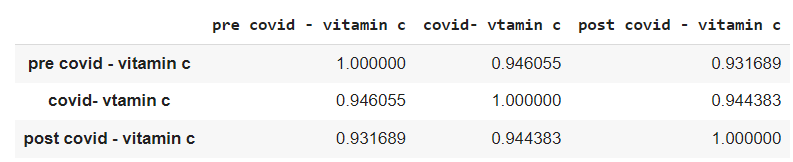 pre covid - vitamin c covid- vtamin c post covid - vitamin c
pre covid - vitamin c 1.000000 0.946055 0.931689
covid- vtamin c 0.946055 1.000000 0.944383
post covid - vitamin c 0.931689 0.944383 1.000000